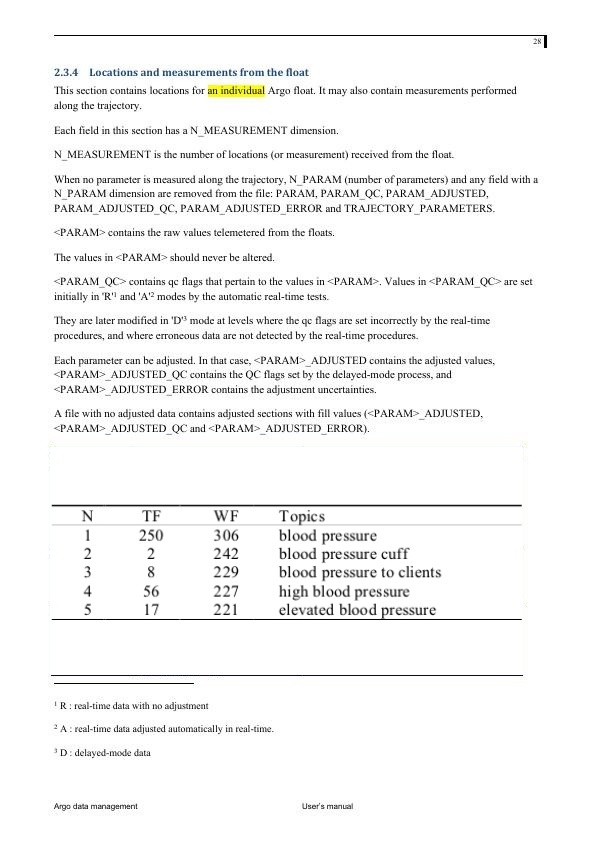 28
2.3.4 Locations and measurements from the float
This section contains locations for an individual Argo float. It may also contain measurements performed
along the trajectory.
Each field in this section has a N_MEASUREMENT dimension.
N_MEASUREMENT is the number of locations (or measurement) received from the float.
When no parameter is measured along the trajectory, N_PARAM (number of parameters) and any field with a
N_PARAM dimension are removed from the file: PARAM, PARAM_QC, PARAM_ADJUSTED,
PARAM_ADJUSTED_QC, PARAM_ADJUSTED_ERROR and TRAJECTORY_PARAMETERS.
<PARAM> contains the raw values telemetered from the floats.
The values in <PARAM> should never be altered.
<PARAM_QC> contains qc flags that pertain to the values in <PARAM>. Values in <PARAM_QC> are set
initially in 'R'¹ and 'A'² modes by the automatic real-time tests.
They are later modified in 'D'³ mode at levels where the qc flags are set incorrectly by the real-time
procedures, and where erroneous data are not detected by the real-time procedures.
Each parameter can be adjusted. In that case, <PARAM>_ADJUSTED contains the adjusted values,
<PARAM>_ADJUSTED_QC contains the QC flags set by the delayed-mode process, and
<PARAM>_ADJUSTED_ERROR contains the adjustment uncertainties.
A file with no adjusted data contains adjusted sections with fill values (<PARAM>_ADJUSTED,
<PARAM>_ADJUSTED_QC and <PARAM>_ADJUSTED_ERROR).
N TF WF Topics
1 250 306 blood pressure
2 2 242 blood pressure cuff
3 8 229 blood pressure to clients
4 56 227 high blood pressure
5 17 221 elevated blood pressure
¹ R : real-time data with no adjustment
² A : real-time data adjusted automatically in real-time.
³ D : delayed-mode data
Argo data management User's manual